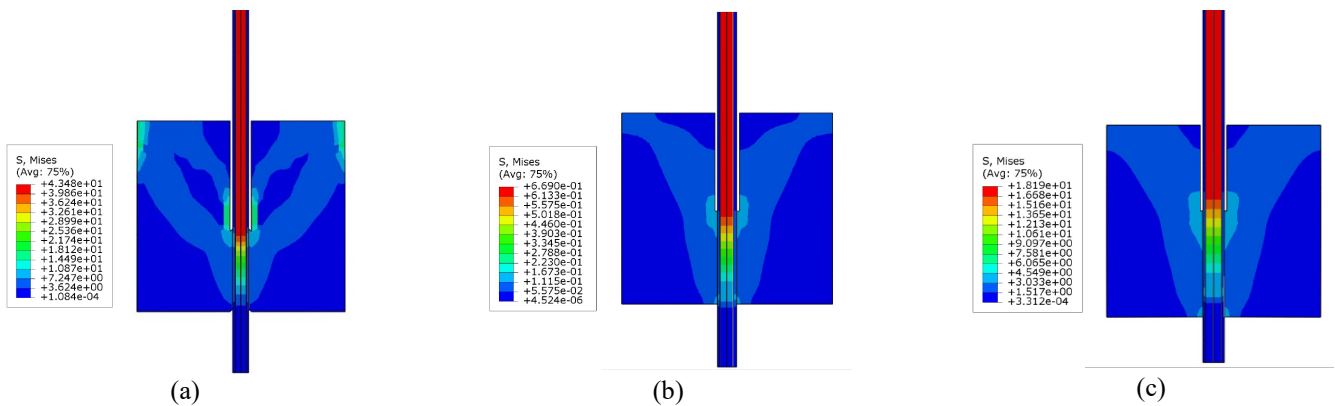 S, Mises
(Avg: 75%)
+4.348e+01
+3.986e+01
+3.624e+01
+3.261e+01
+2.899e+01
+2.536e+01
+2.174e+01
+1.812e+01
+1.449e+01
+1.087e+01
+7.247e+00
+3.624e+00
+1.084e-04
(a)
S, Mises
(Avg: 75%)
+6.690e-01
+6.133e-01
+5.575e-01
+5.018e-01
+4.460e-01
+3.903e-01
+3.345e-01
+2.788e-01
+2.230e-01
+1.673e-01
+1.115e-01
+5.575e-02
+4.524e-06
(b)
S, Mises
(Avg: 75%)
+1.819e+01
+1.668e+01
+1.516e+01
+1.365e+01
+1.213e+01
+1.061e+01
+9.097e+00
+7.581e+00
+6.065e+00
+4.549e+00
+3.033e+00
+1.517e+00
+3.312e-04
(c)